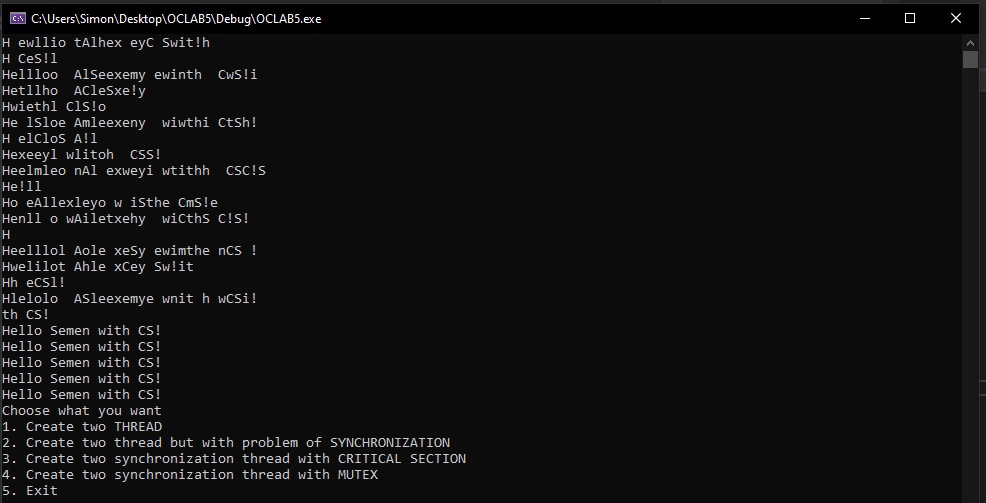 C:\Users\Simon\Desktop\OCLAB5\Debug\OCLAB5.exe
H ewllio tAlhex eyC Swit!h
H CeS!l
Hellloo  AlSeexemy ewinth  CwS!i
Hetllho  ACleSxe!y
Hwiethl ClS!o
He lSloe Amleexeny  wiwthi CtSh!
H elCloS A!l
Hexeeyl wlitoh  CSS!
Heelmleo nAl exweyi wtithh  CSC!S
He!ll
Ho eAllexleyo w iSthe CmS!e
Henll o wAiletxehy  wiCthS C!S!
H
Heelllol Aole xeSy ewimthe nCS !
Hwelilot Ahle xCey Sw!it
Hh eCSl!
Hlelolo  ASleexemye wnit h wCSi!
th CS!
Hello Semen with CS!
Hello Semen with CS!
Hello Semen with CS!
Hello Semen with CS!
Hello Semen with CS!
Choose what you want
1. Create two THREAD
2. Create two thread but with problem of SYNCHRONIZATION
3. Create two synchronization thread with CRITICAL SECTION
4. Create two synchronization thread with MUTEX
5. Exit